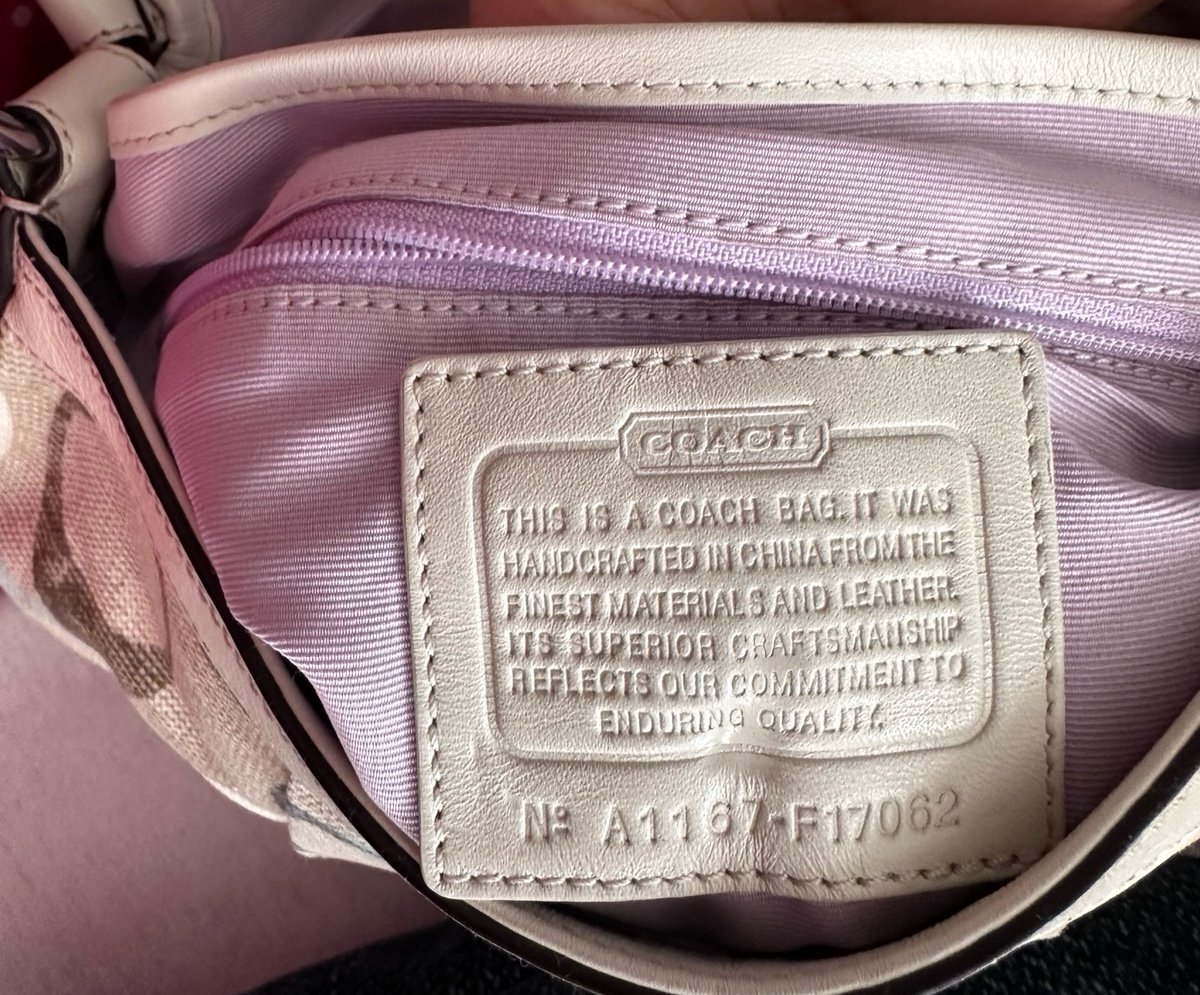 COACH
THIS IS A COACH BAG. IT WAS
HANDCRAFTED IN CHINA FROM THE
FINEST MATERIALS AND LEATHER.
ITS SUPERIOR CRAFTSMANSHIP
REFLECTS OUR COMMITMENT TO
ENDURING QUALITY.
Nº A1167-F17062